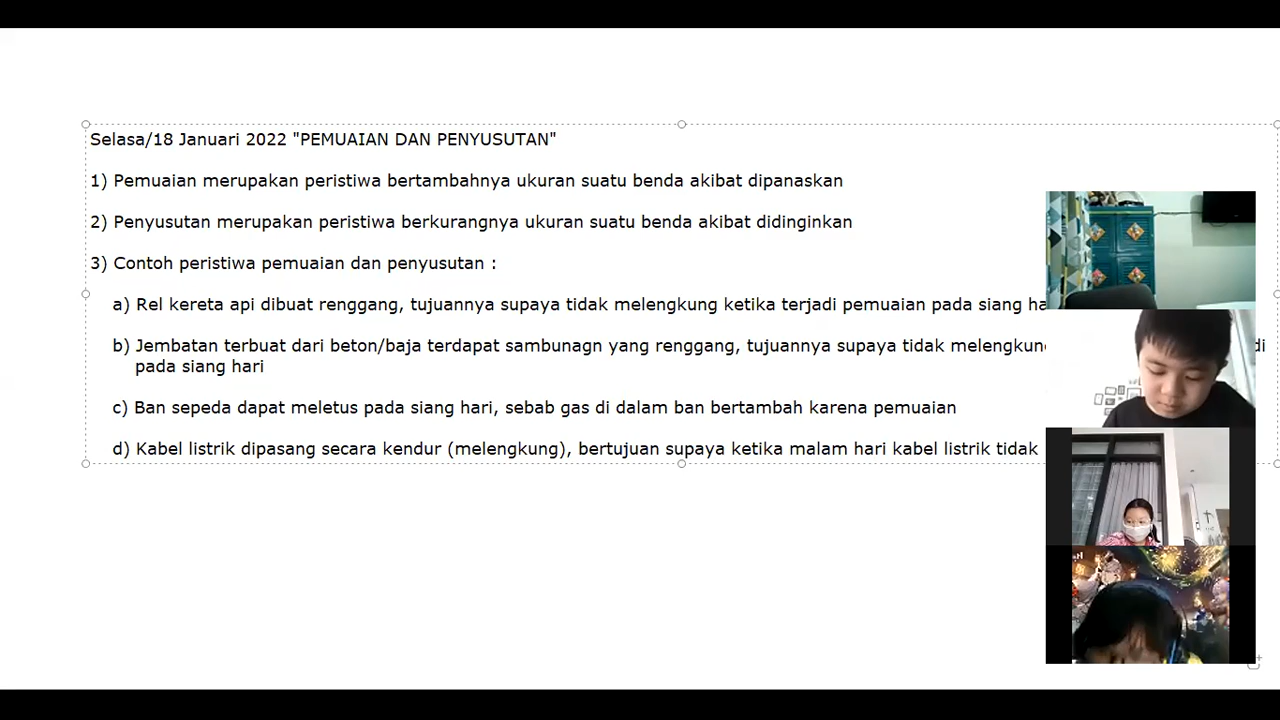 Selasa/18 Januari 2022 "PEMUAIAN DAN PENYUSUTAN"
1) Pemuaian merupakan peristiwa bertambahnya ukuran suatu benda akibat dipanaskan
2) Penyusutan merupakan peristiwa berkurangnya ukuran suatu benda akibat didinginkan
3) Contoh peristiwa pemuaian dan penyusutan :
a) Rel kereta api dibuat renggang, tujuannya supaya tidak melengkung ketika terjadi pemuaian pada siang
b) Jembatan terbuat dari beton/baja terdapat sambunagn yang renggang, tujuannya supaya tidak
pada siang hari
c) Ban sepeda dapat meletus pada siang hari, sebab gas di dalam ban bertambah karena pemuaian
d) Kabel listrik dipasang secara kendur (melengkung), bertujuan supaya ketika malam hari kabel listrik tidak